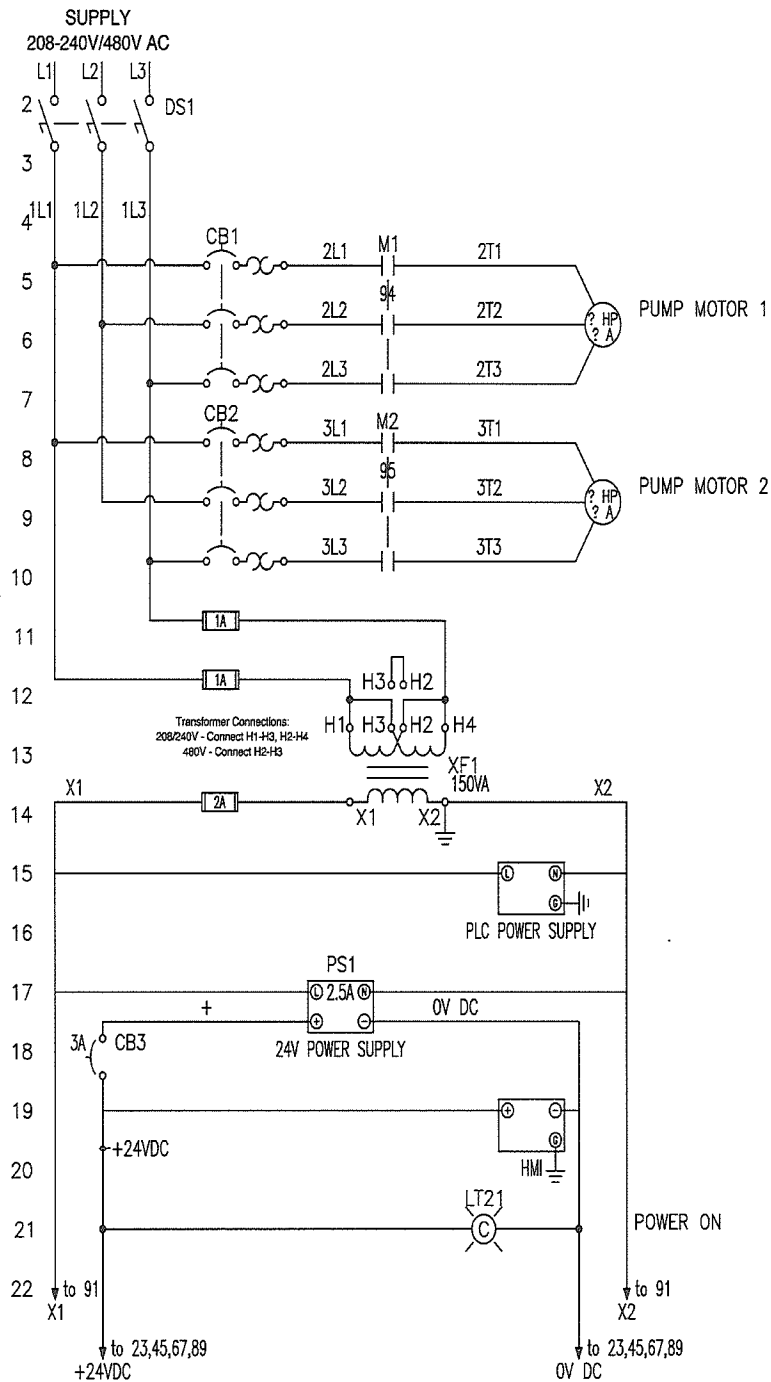 SUPPLY
208-240V/480V AC
L1 L2 L3
2 DS1
3
4 1L1 1L2 1L3
CB1 2L1 M1 2T1
5
94
2L2 2T2 ? HP PUMP MOTOR 1
? A
6
2L3 2T3
7
CB2 3L1 M2 3T1
8
95
3L2 3T2 ? HP PUMP MOTOR 2
? A
9
3L3 3T3
10
1A
11
1A
12 H3 H2
H1 H3 H2 H4
Transformer Connections:
208/240V - Connect H1-H3, H2-H4
480V - Connect H2-H3
13
XF1
150VA
X1 2A X2
14 X1 X2
15 L N
G
16 PLC POWER SUPPLY
PS1
17 L 2.5A N
+ + - 0V DC
18 3A CB3 24V POWER SUPPLY
19 + -
G
+24VDC
20 HMI
LT21
21 C POWER ON
22 to 91 to 91
X1 X2
to 23,45,67,89 to 23,45,67,89
+24VDC 0V DC